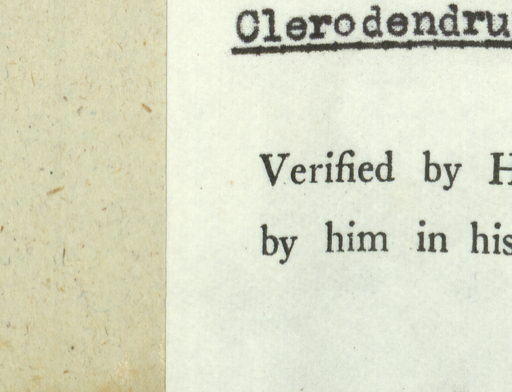 Clerodendru
Verified by H
by him in his